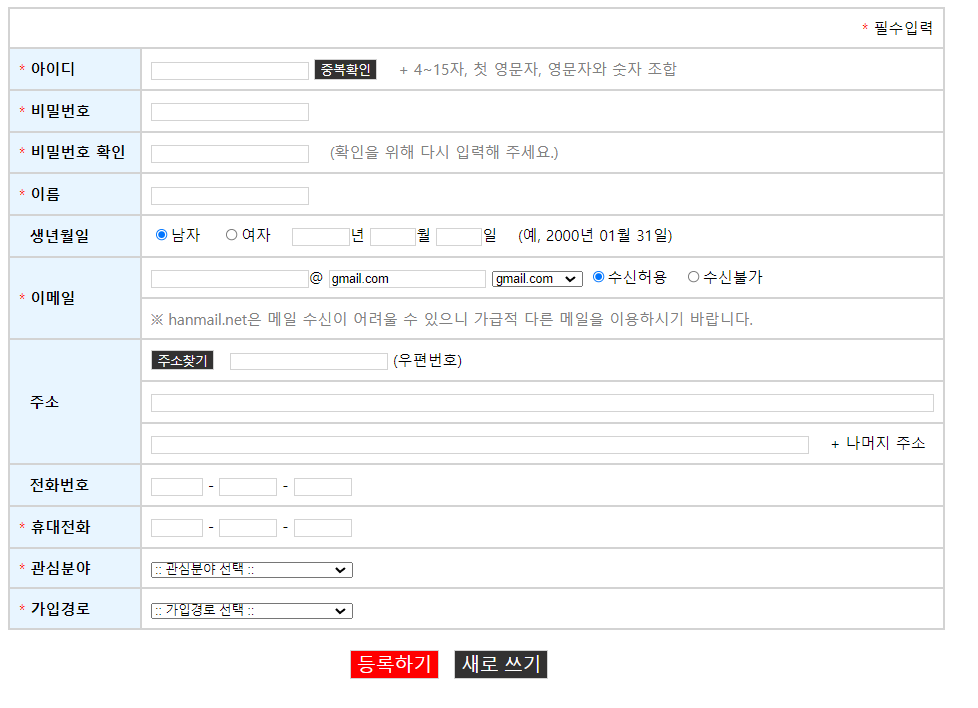 * 필수입력
* 아이디 중복확인 + 4~15자, 첫 영문자, 영문자와 숫자 조합
* 비밀번호
* 비밀번호 확인 (확인을 위해 다시 입력해 주세요.)
* 이름
생년월일 남자 여자 년 월 일 (예, 2000년 01월 31일)
* 이메일 @ gmail.com gmail.com 수신허용 수신불가
※ hanmail.net은 메일 수신이 어려울 수 있으니 가급적 다른 메일을 이용하시기 바랍니다.
주소 주소찾기 (우편번호)
+ 나머지 주소
전화번호 - -
* 휴대전화 - -
* 관심분야 :: 관심분야 선택 ::
* 가입경로 :: 가입경로 선택 ::
등록하기 새로 쓰기